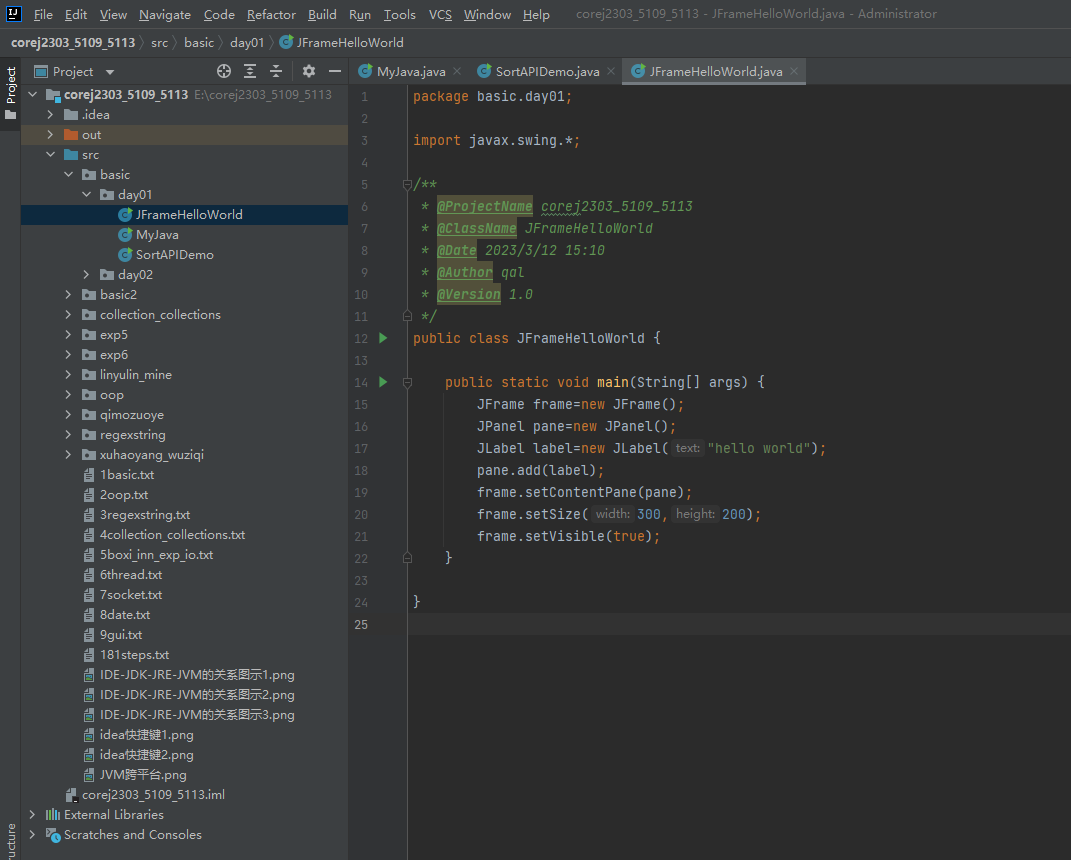 File Edit View Navigate Code Refactor Build Run Tools VCS Window Help corej2303_5109_5113 - JFrameHelloWorld.java - Administrator
corej2303_5109_5113 src basic day01 JFrameHelloWorld
Project
Project
MyJava.java SortAPIDemo.java JFrameHelloWorld.java
corej2303_5109_5113 E:\corej2303_5109_5113
.idea
out
src
basic
day01
JFrameHelloWorld
MyJava
SortAPIDemo
day02
basic2
collection_collections
exp5
exp6
linyulin_mine
oop
qimozuoye
regexstring
xuhaoyang_wuziqi
1basic.txt
2oop.txt
3regexstring.txt
4collection_collections.txt
5boxi_inn_exp_io.txt
6thread.txt
7socket.txt
8date.txt
9gui.txt
181steps.txt
IDE-JDK-JRE-JVM的关系图示1.png
IDE-JDK-JRE-JVM的关系图示2.png
IDE-JDK-JRE-JVM的关系图示3.png
idea快捷键1.png
idea快捷键2.png
JVM跨平台.png
corej2303_5109_5113.iml
External Libraries
Scratches and Consoles
ucture
1 package basic.day01;
2
3 import javax.swing.*;
4
5 /**
6 * @ProjectName corej2303_5109_5113
7 * @ClassName JFrameHelloWorld
8 * @Date 2023/3/12 15:10
9 * @Author qal
10 * @Version 1.0
11 */
12 public class JFrameHelloWorld {
13
14 public static void main(String[] args) {
15 JFrame frame=new JFrame();
16 JPanel pane=new JPanel();
17 JLabel label=new JLabel( text: "hello world");
18 pane.add(label);
19 frame.setContentPane(pane);
20 frame.setSize( width: 300, height: 200);
21 frame.setVisible(true);
22 }
23
24 }
25